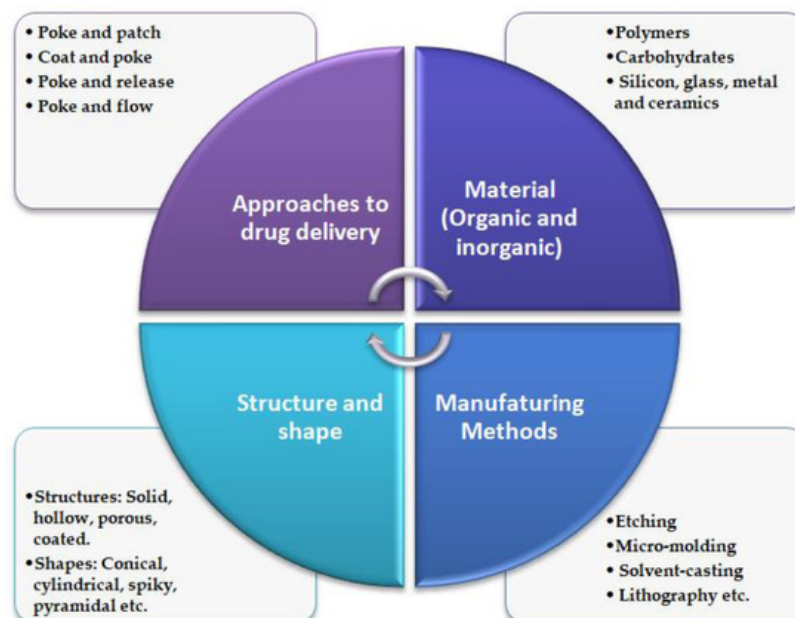 • Poke and patch
• Coat and poke
• Poke and release
• Poke and flow
•Polymers
•Carbohydrates
• Silicon, glass, metal
and ceramics
Approaches to
drug delivery
Material
(Organic and
inorganic)
Structure and
shape
Manufaturing
Methods
•Structures: Solid,
hollow, porous,
coated.
•Shapes: Conical,
cylindrical, spiky,
pyramidal etc.
•Etching
•Micro-molding
• Solvent-casting
• Lithography etc.